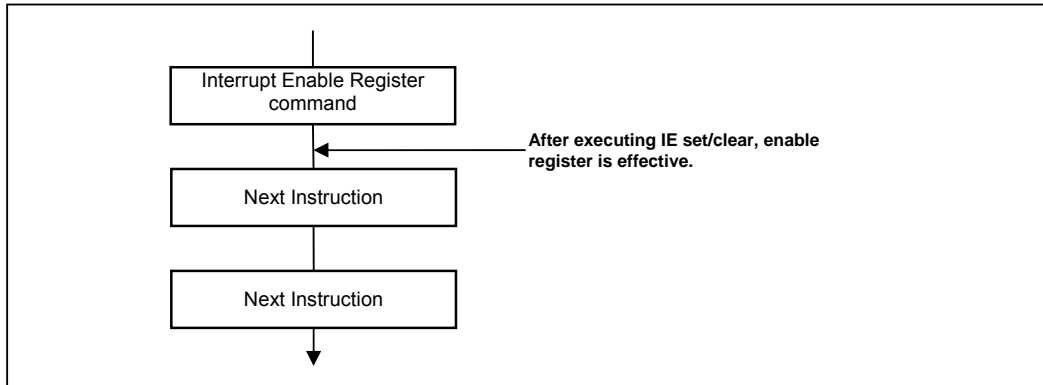 Interrupt Enable Register
command
After executing IE set/clear, enable
register is effective.
Next Instruction
Next Instruction